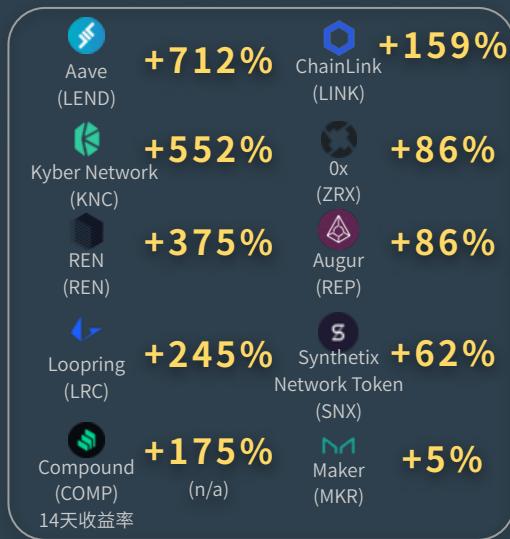 Aave
(LEND)
+712%
ChainLink
(LINK)
+159%
Kyber Network
(KNC)
+552%
0x
(ZRX)
+86%
REN
(REN)
+375%
Augur
(REP)
+86%
Loopring
(LRC)
+245%
Synthetix
Network Token
(SNX)
+62%
Compound
(COMP)
14天收益率
+175%
(n/a)
Maker
(MKR)
+5%